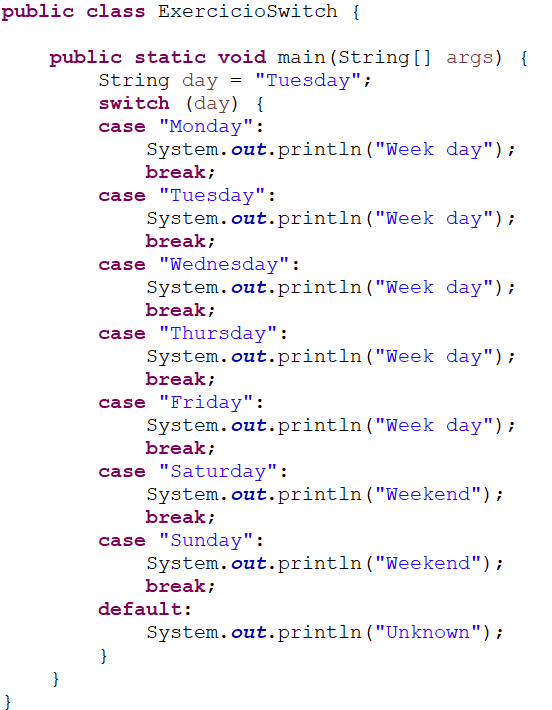 public class ExercicioSwitch {
    public static void main(String[] args) {
        String day = "Tuesday";
        switch (day) {
        case "Monday":
            System.out.println("Week day");
            break;
        case "Tuesday":
            System.out.println("Week day");
            break;
        case "Wednesday":
            System.out.println("Week day");
            break;
        case "Thursday":
            System.out.println("Week day");
            break;
        case "Friday":
            System.out.println("Week day");
            break;
        case "Saturday":
            System.out.println("Weekend");
            break;
        case "Sunday":
            System.out.println("Weekend");
            break;
        default:
            System.out.println("Unknown");
        }
    }
}